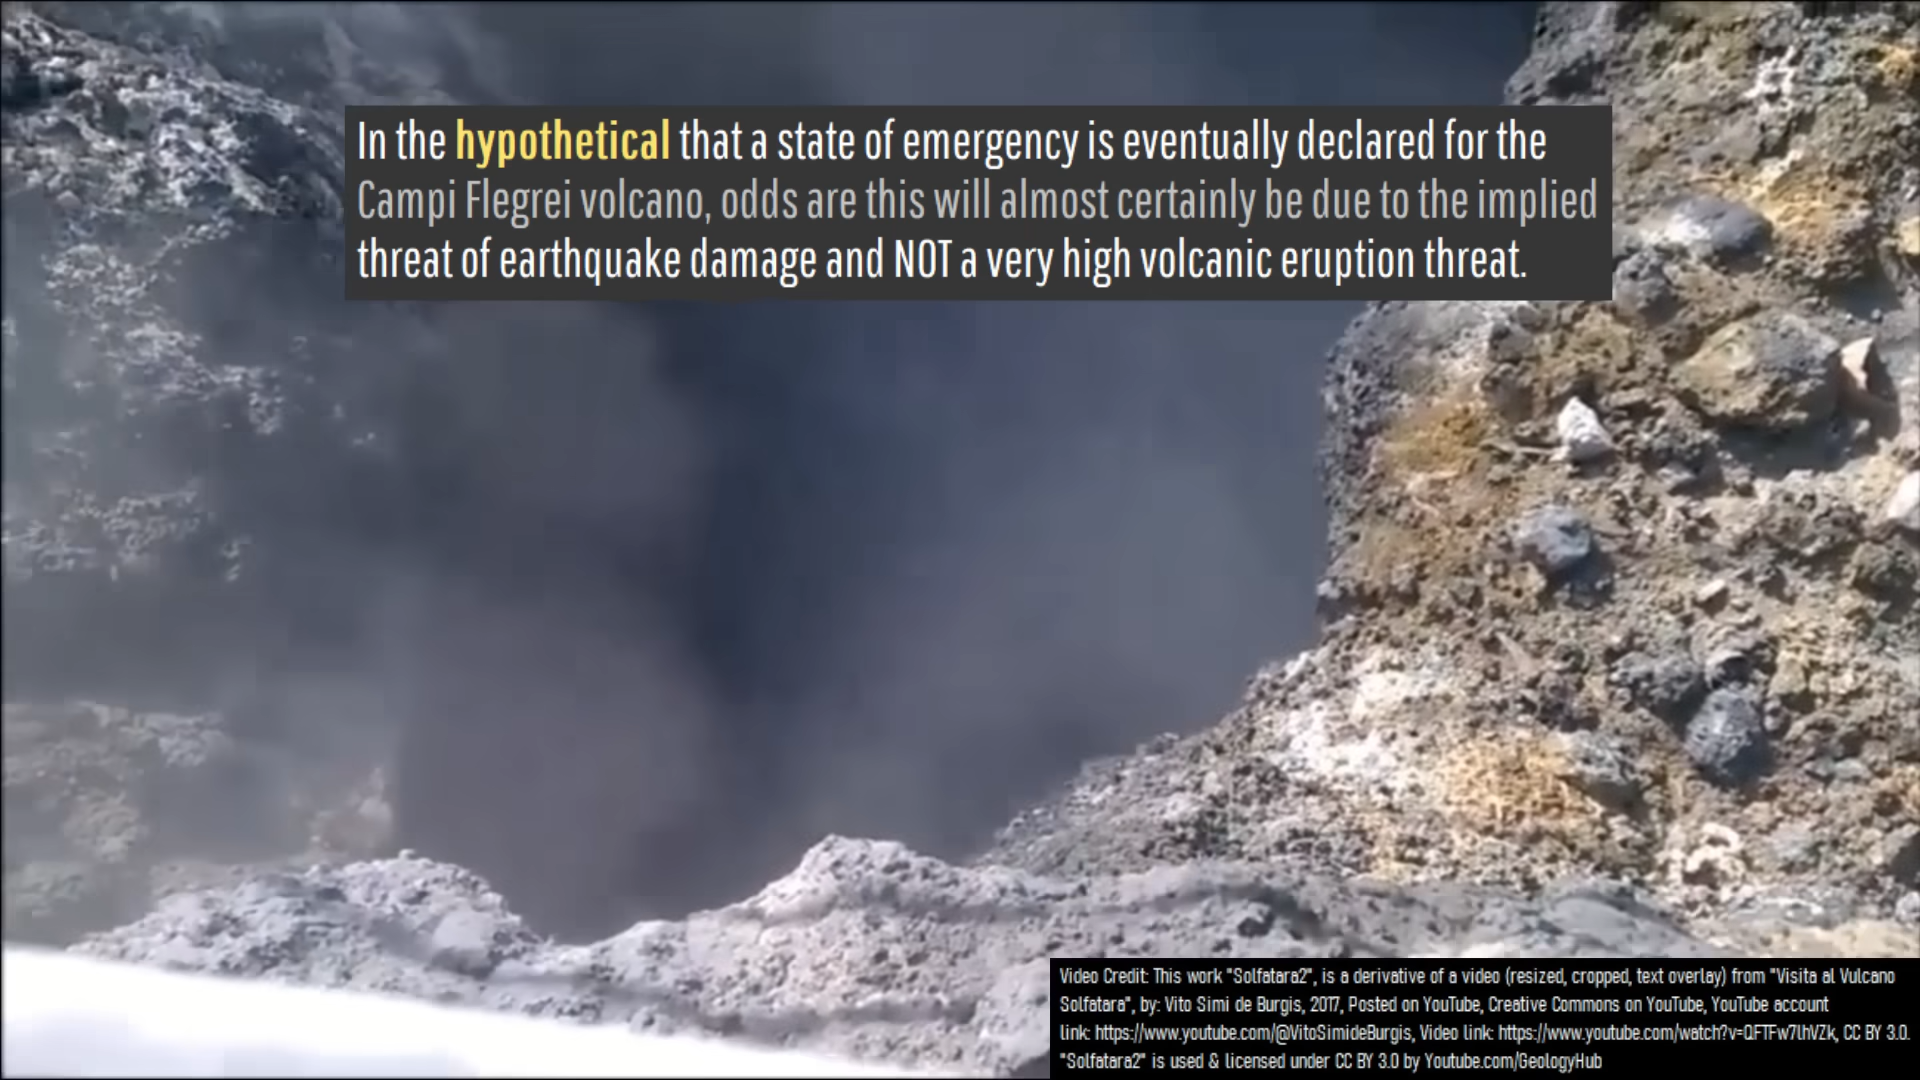 In the hypothetical that a state of emergency is eventually declared for the
Campi Flegrei volcano, odds are this will almost certainly be due to the implied
threat of earthquake damage and NOT a very high volcanic eruption threat.
Video Credit: This work "Solfatara2", is a derivative of a video (resized, cropped, text overlay) from "Visita al Vulcano
Solfatara", by: Vito Simi de Burgis, 2017, Posted on YouTube, Creative Commons on YouTube, YouTube account
link: https://www.youtube.com/@VitoSimideBurgis, Video link: https://www.youtube.com/watch?v=QFTFw7lhVZk, CC BY 3.0.
"Solfatara2" is used & licensed under CC BY 3.0 by Youtube.com/GeologyHub